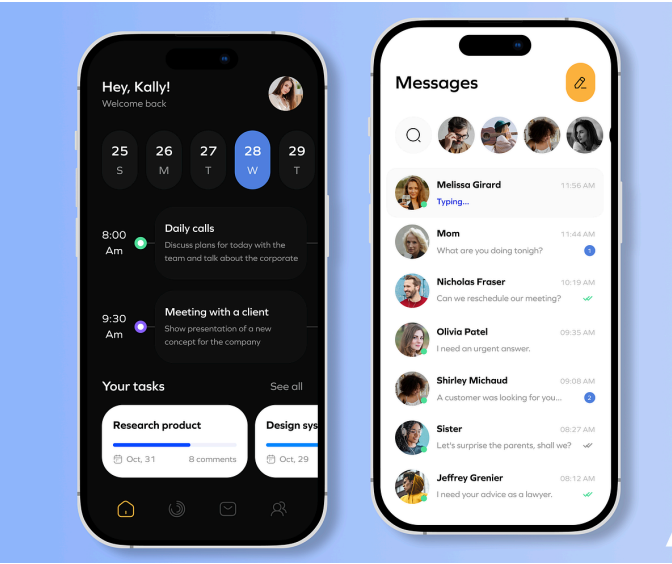 Hey, Kally!
Welcome back
25 26 27 28 29
S M T W T
8:00 Am
Daily calls
Discuss plans for today with the
team and talk about the corporate
9:30 Am
Meeting with a client
Show presentation of a new
concept for the company
Your tasks See all
Research product
Oct, 31 8 comments
Design sys
Oct, 29
Messages
Melissa Girard 11:56 AM
Typing...
Mom 11:44 AM
What are you doing tonigh? 1
Nicholas Fraser 10:19 AM
Can we reschedule our meeting?
Olivia Patel 09:35 AM
I need an urgent answer.
Shirley Michaud 09:08 AM
A customer was looking for you... 2
Sister 08:27 AM
Let's surprise the parents, shall we?
Jeffrey Grenier 08:12 AM
I need your advice as a lawyer.